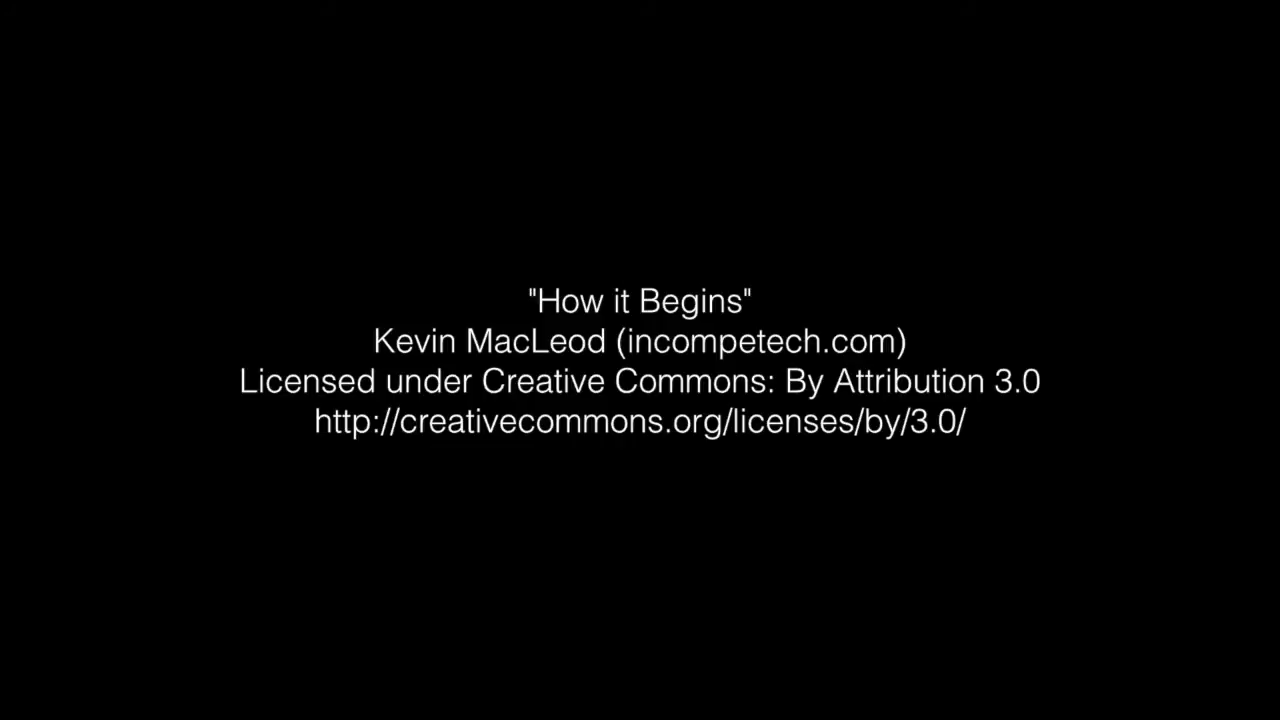 "How it Begins"
Kevin MacLeod (incompetech.com)
Licensed under Creative Commons: By Attribution 3.0
http://creativecommons.org/licenses/by/3.0/